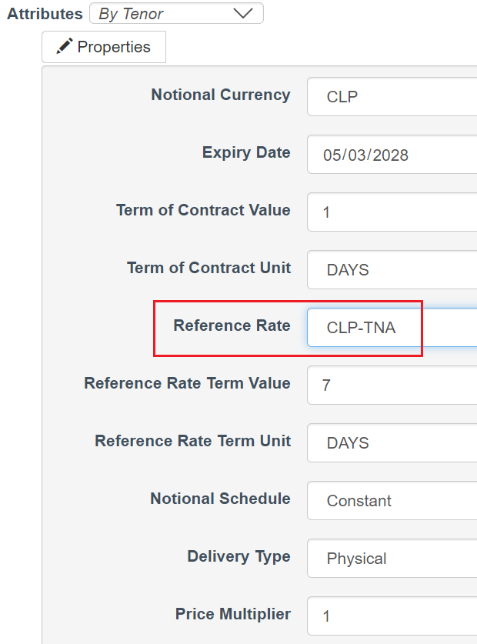 Attributes By Tenor
Properties
Notional Currency CLP
Expiry Date 05/03/2028
Term of Contract Value 1
Term of Contract Unit DAYS
Reference Rate CLP-TNA
Reference Rate Term Value 7
Reference Rate Term Unit DAYS
Notional Schedule Constant
Delivery Type Physical
Price Multiplier 1